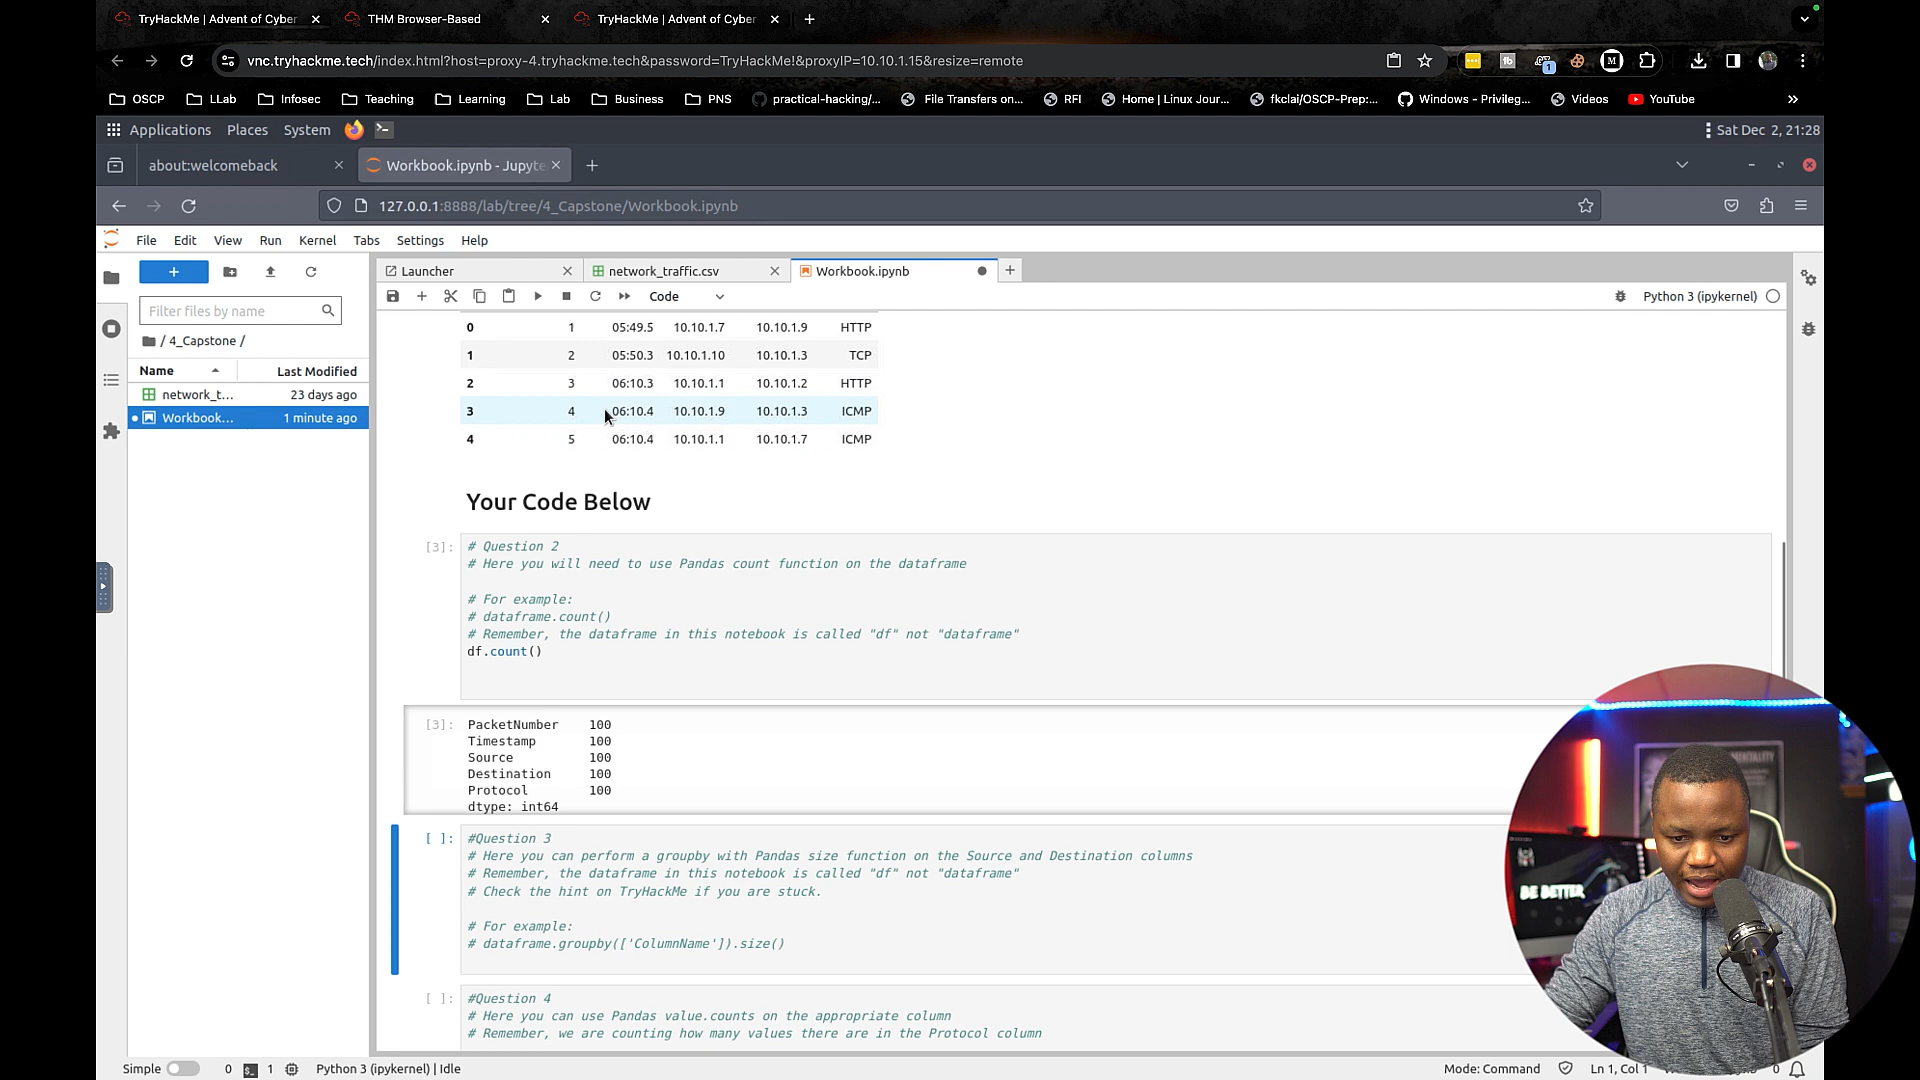 TryHackMe | Advent of Cyber
THM Browser-Based
TryHackMe | Advent of Cyber
vnc.tryhackme.tech/index.html?host=proxy-4.tryhackme.tech&password=TryHackMe!&proxyIP=10.10.1.15&resize=remote
OSCP
LLab
Infosec
Teaching
Learning
Lab
Business
PNS
practical-hacking/...
File Transfers on...
RFI
Home | Linux Jour...
fkclai/OSCP-Prep:...
Windows - Privileg...
Videos
YouTube
Applications Places System
Sat Dec 2, 21:28
about:welcomeback
Workbook.ipynb - Jupyte
127.0.0.1:8888/lab/tree/4_Capstone/Workbook.ipynb
File Edit View Run Kernel Tabs Settings Help
Launcher
network_traffic.csv
Workbook.ipynb
Filter files by name
Code
Python 3 (ipykernel)
/ 4_Capstone /
Name Last Modified
network_t... 23 days ago
Workbook... 1 minute ago
0 1 05:49.5 10.10.1.7 10.10.1.9 HTTP
1 2 05:50.3 10.10.1.10 10.10.1.3 TCP
2 3 06:10.3 10.10.1.1 10.10.1.2 HTTP
3 4 06:10.4 10.10.1.9 10.10.1.3 ICMP
4 5 06:10.4 10.10.1.1 10.10.1.7 ICMP
Your Code Below
[3]: # Question 2
# Here you will need to use Pandas count function on the dataframe
# For example:
# dataframe.count()
# Remember, the dataframe in this notebook is called "df" not "dataframe"
df.count()
[3]: PacketNumber 100
Timestamp 100
Source 100
Destination 100
Protocol 100
dtype: int64
[ ]: #Question 3
# Here you can perform a groupby with Pandas size function on the Source and Destination columns
# Remember, the dataframe in this notebook is called "df" not "dataframe"
# Check the hint on TryHackMe if you are stuck.
# For example:
# dataframe.groupby(['ColumnName']).size()
[ ]: #Question 4
# Here you can use Pandas value.counts on the appropriate column
# Remember, we are counting how many values there are in the Protocol column
BE BETTER
Simple 0 1 Python 3 (ipykernel) | Idle
Mode: Command Ln 1, Col 1 0